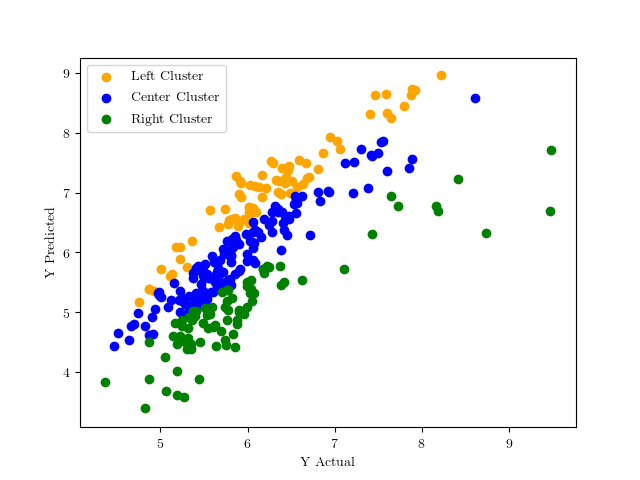 9
8
7
6
5
4
Y Predicted
Left Cluster
Center Cluster
Right Cluster
5 6 7 8 9
Y Actual